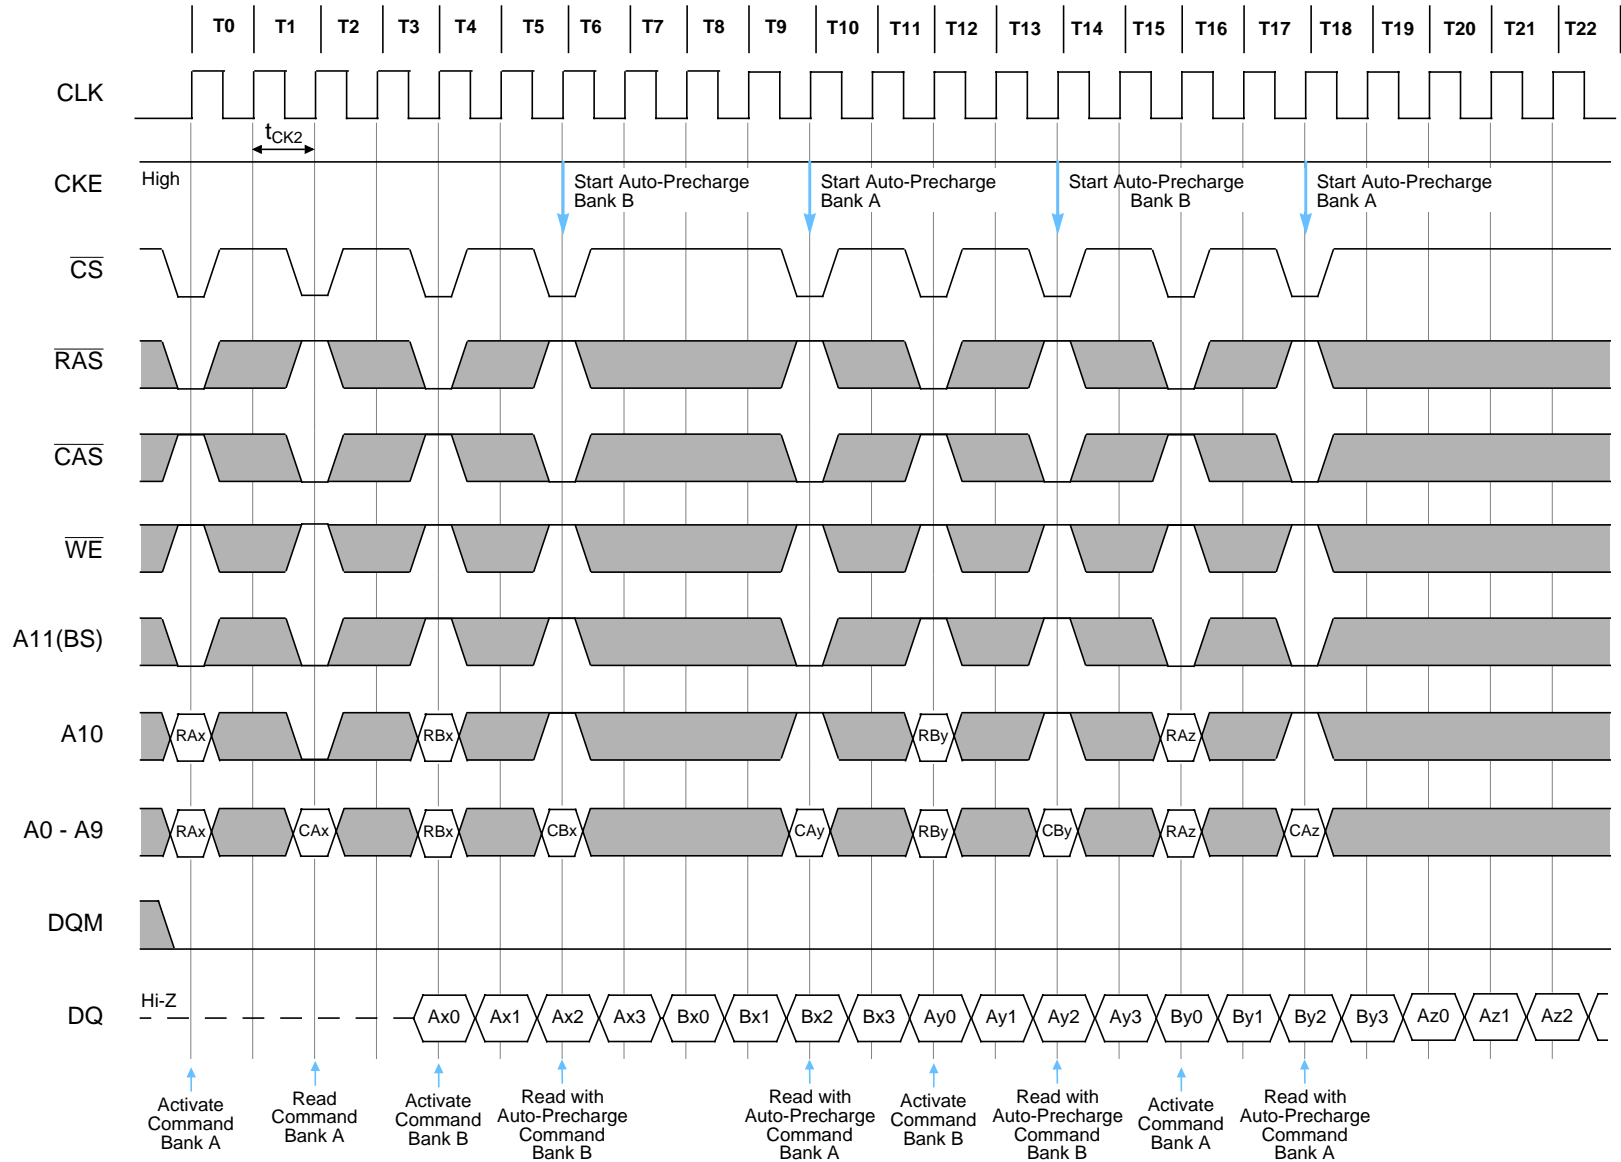 T0 T1 T2 T3 T4 T5 T6 T7 T8 T9 T10 T11 T12 T13 T14 T15 T16 T17 T18 T19 T20 T21 T22
CLK
tCK2
CKE
High
Start Auto-Precharge
Bank B
Start Auto-Precharge
Bank A
Start Auto-Precharge
Bank B
Start Auto-Precharge
Bank A
CS
RAS
CAS
WE
A11(BS)
A10
RAx RBx RBy RAz
A0 - A9
RAx CAx RBx CBx CAy RBy CBy RAz CAz
DQM
DQ
Hi-Z
Ax0 Ax1 Ax2 Ax3 Bx0 Bx1 Bx2 Bx3 Ay0 Ay1 Ay2 Ay3 By0 By1 By2 By3 Az0 Az1 Az2
Activate
Command
Bank A
Read
Command
Bank A
Activate
Command
Bank B
Read with
Auto-Precharge
Command
Bank B
Read with
Auto-Precharge
Command
Bank A
Activate
Command
Bank B
Read with
Auto-Precharge
Command
Bank B
Activate
Command
Bank A
Read with
Auto-Precharge
Command
Bank A